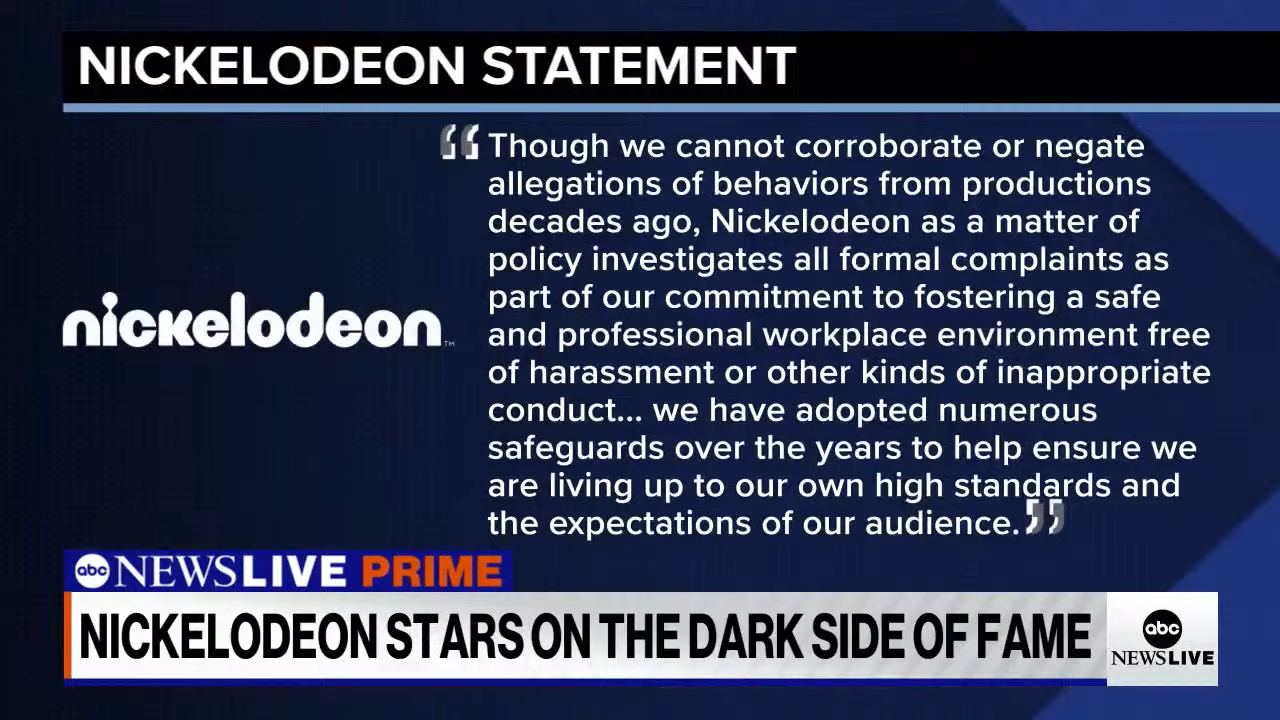 NICKELODEON STATEMENT
“Though we cannot corroborate or negate
allegations of behaviors from productions
decades ago, Nickelodeon as a matter of
policy investigates all formal complaints as
part of our commitment to fostering a safe
and professional workplace environment free
of harassment or other kinds of inappropriate
conduct... we have adopted numerous
safeguards over the years to help ensure we
are living up to our own high standards and
the expectations of our audience.”
nickelodeon™
abc NEWS LIVE PRIME
NICKELODEON STARS ON THE DARK SIDE OF FAME
abc
NEWS LIVE